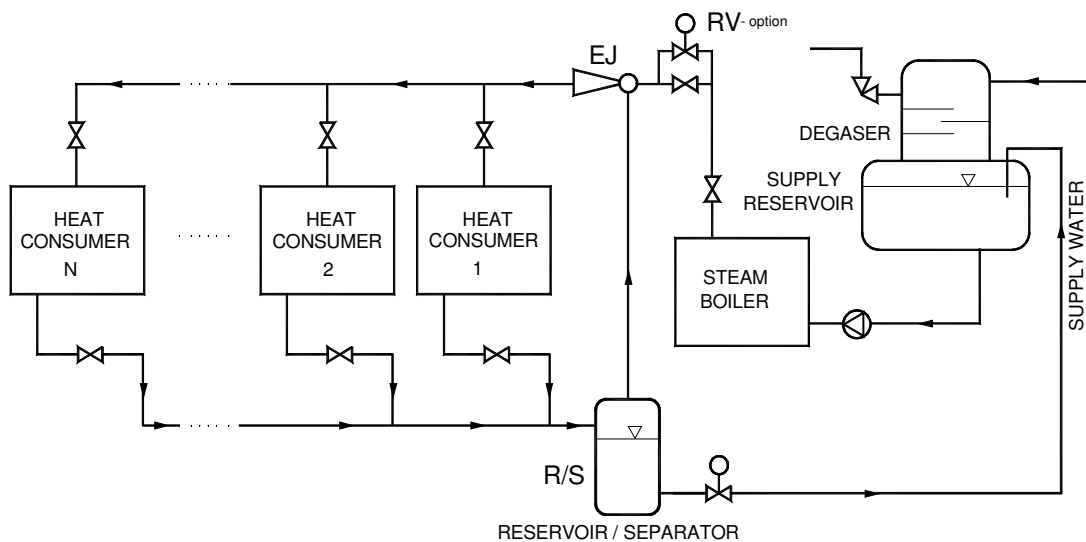 RV- option
EJ
DEGASER
SUPPLY
RESERVOIR
HEAT
CONSUMER
N
HEAT
CONSUMER
2
HEAT
CONSUMER
1
STEAM
BOILER
SUPPLY WATER
R/S
RESERVOIR / SEPARATOR